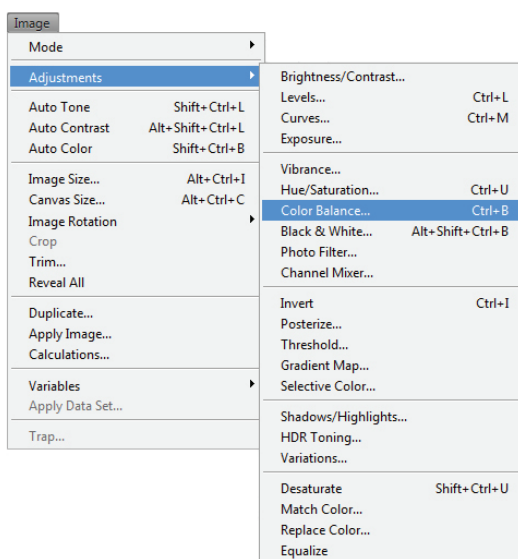 Image
Mode
Adjustments
Auto Tone Shift+Ctrl+L
Auto Contrast Alt+Shift+Ctrl+L
Auto Color Shift+Ctrl+B
Image Size... Alt+Ctrl+I
Canvas Size... Alt+Ctrl+C
Image Rotation
Crop
Trim...
Reveal All
Duplicate...
Apply Image...
Calculations...
Variables
Apply Data Set...
Trap...
Brightness/Contrast...
Levels... Ctrl+L
Curves... Ctrl+M
Exposure...
Vibrance...
Hue/Saturation... Ctrl+U
Color Balance... Ctrl+B
Black & White... Alt+Shift+Ctrl+B
Photo Filter...
Channel Mixer...
Invert Ctrl+I
Posterize...
Threshold...
Gradient Map...
Selective Color...
Shadows/Highlights...
HDR Toning...
Variations...
Desaturate Shift+Ctrl+U
Match Color...
Replace Color...
Equalize